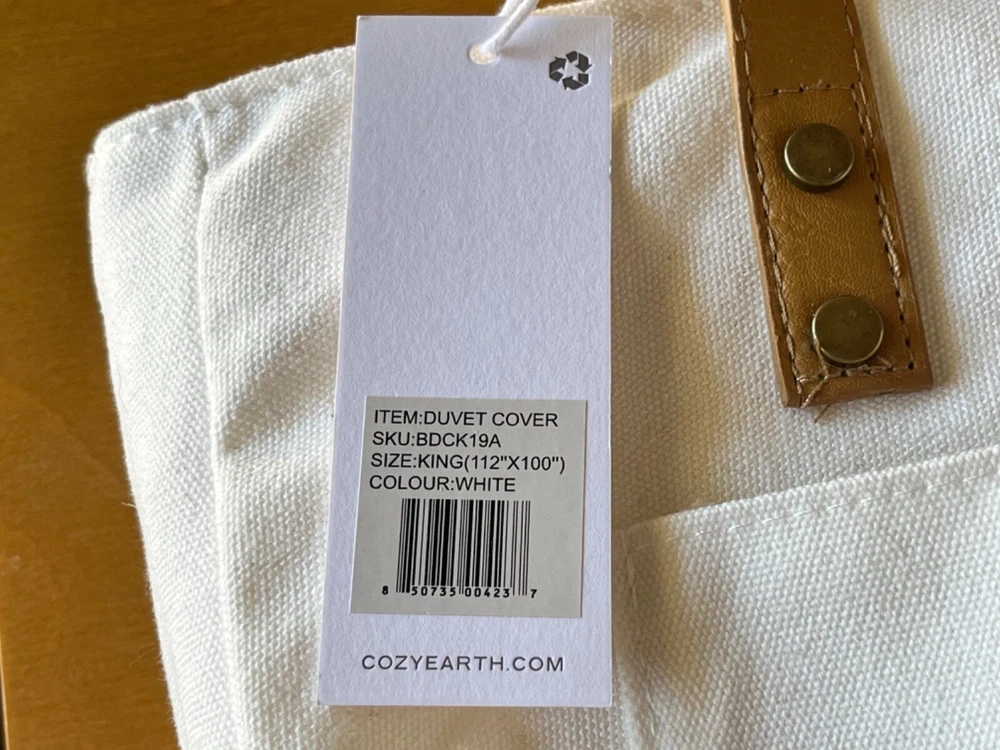 ITEM:DUVET COVER
SKU:BDCK19A
SIZE:KING(112"X100")
COLOUR:WHITE
8 50735 00423 7
COZYEARTH.COM